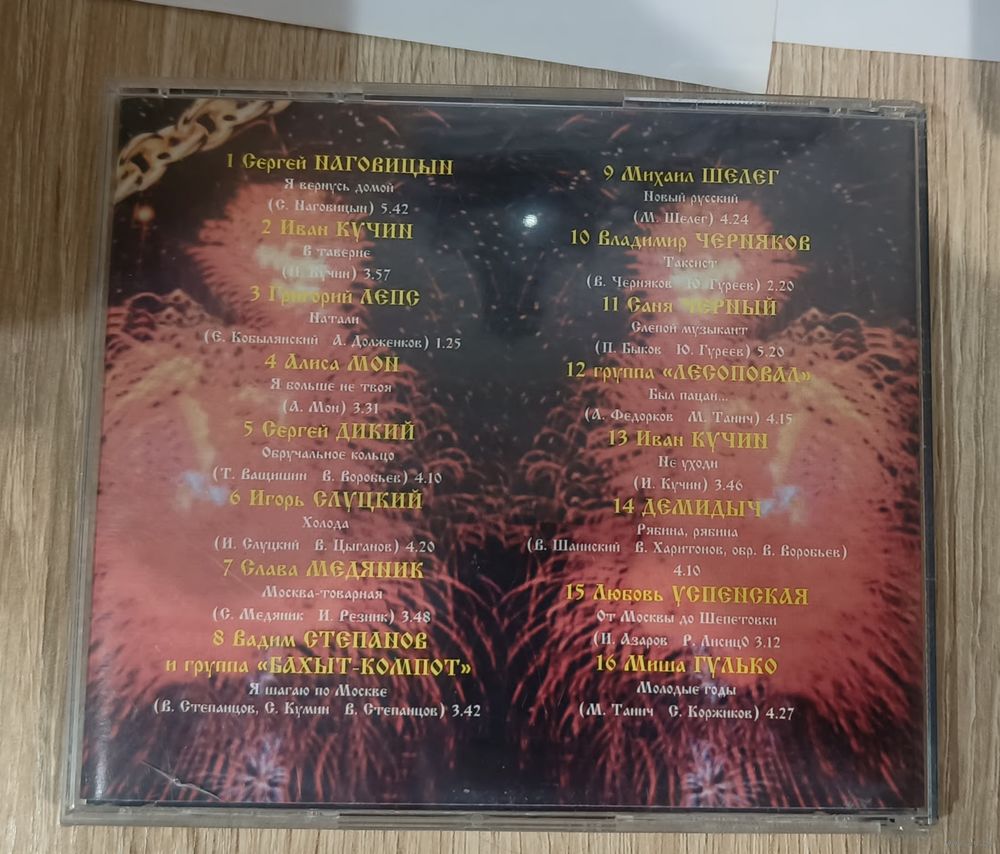 1 Сергей НАГОВИЦЫН
Я вернусь домой
(С. Наговицын) 5.42
2 Иван КУЧИН
В таверне
(И. Кучин) 3.57
3 Григорий ЛЕПС
Натали
(Е. Кобылянский А. Долженков) 1.25
4 Алиса МОН
Я больше не твоя
(А. Мон) 3.31
5 Сергей ДИКИЙ
Обручальное кольцо
(Т. Ващишин В. Воробьев) 4.10
6 Игорь СЛУЦКИЙ
Холода
(И. Слуцкий В. Цыганов) 4.20
7 Слава МЕДЯНИК
Москва-товарная
(С. Медяник И. Резник) 3.48
8 Вадим СТЕПАНОВ
и группа «БАХЫТ-КОМПОТ»
Я шагаю по Москве
(В. Степанцов, С. Кумин В. Степанцов) 3.42
9 Михаил ШЕЛЕГ
Новый русский
(М. Шелег) 4.24
10 Владимир ЧЕРНЯКОВ
Таксист
(В. Черняков Ю. Гуреев) 2.20
11 Саня ЧЕРНЫЙ
Слепой музыкант
(П. Быков Ю. Гуреев) 5.20
12 группа «ЛЕСОПОВАЛ»
Был пацан...
(А. Федорков М. Танич) 4.15
13 Иван КУЧИН
Не уходи
(И. Кучин) 3.46
14 ДЕМИДЫЧ
Рябина, рябина
(В. Шаинский В. Харитонов, обр. В. Воробьев)
4.10
15 Любовь УСПЕНСКАЯ
От Москвы до Шепетовки
(И. Азаров Р. Лисиц0 3.12
16 Миша ГУЛЬКО
Молодые годы
(М. Танич С. Коржиков) 4.27